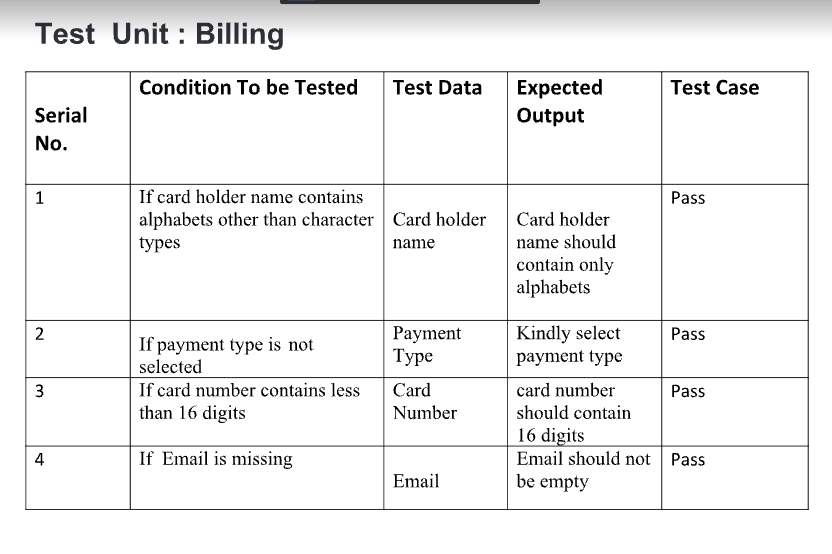 Test Unit : Billing
Serial No.
Condition To be Tested
Test Data
Expected
Output
Test Case
1
If card holder name contains
alphabets other than character
types
Card holder
name
Card holder
name should
contain only
alphabets
Pass
2
If payment type is not
selected
Payment
Type
Kindly select
payment type
Pass
3
If card number contains less
than 16 digits
Card
Number
card number
should contain
16 digits
Pass
4
If Email is missing
Email
Email should not
be empty
Pass